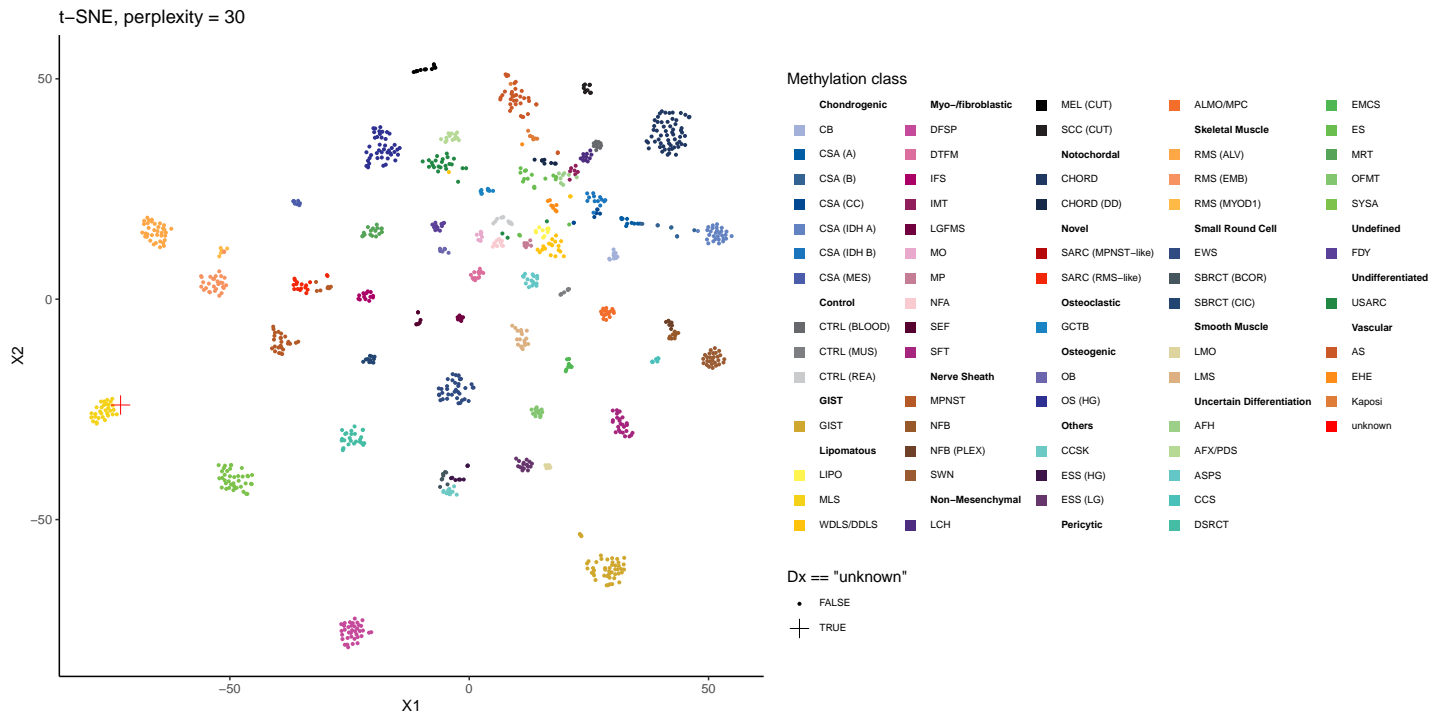 t−SNE, perplexity = 30
50
0
−50
X2
−50
0
50
X1
Methylation class
Chondrogenic
CB
CSA (A)
CSA (B)
CSA (CC)
CSA (IDH A)
CSA (IDH B)
CSA (MES)
Control
CTRL (BLOOD)
CTRL (MUS)
CTRL (REA)
GIST
GIST
Lipomatous
LIPO
MLS
WDLS/DDLS
Myo−/fibroblastic
DFSP
DTFM
IFS
IMT
LGFMS
MO
MP
NFA
SEF
SFT
Nerve Sheath
MPNST
NFB
NFB (PLEX)
SWN
Non−Mesenchymal
LCH
MEL (CUT)
SCC (CUT)
Notochordal
CHORD
CHORD (DD)
Novel
SARC (MPNST−like)
SARC (RMS−like)
Osteoclastic
GCTB
Osteogenic
OB
OS (HG)
Others
CCSK
ESS (HG)
ESS (LG)
Pericytic
ALMO/MPC
Skeletal Muscle
RMS (ALV)
RMS (EMB)
RMS (MYOD1)
Small Round Cell
EWS
SBRCT (BCOR)
SBRCT (CIC)
Smooth Muscle
LMO
LMS
Uncertain Differentiation
AFH
AFX/PDS
ASPS
CCS
DSRCT
EMCS
ES
MRT
OFMT
SYSA
Undefined
FDY
Undifferentiated
USARC
Vascular
AS
EHE
Kaposi
unknown
Dx == "unknown"
FALSE
TRUE